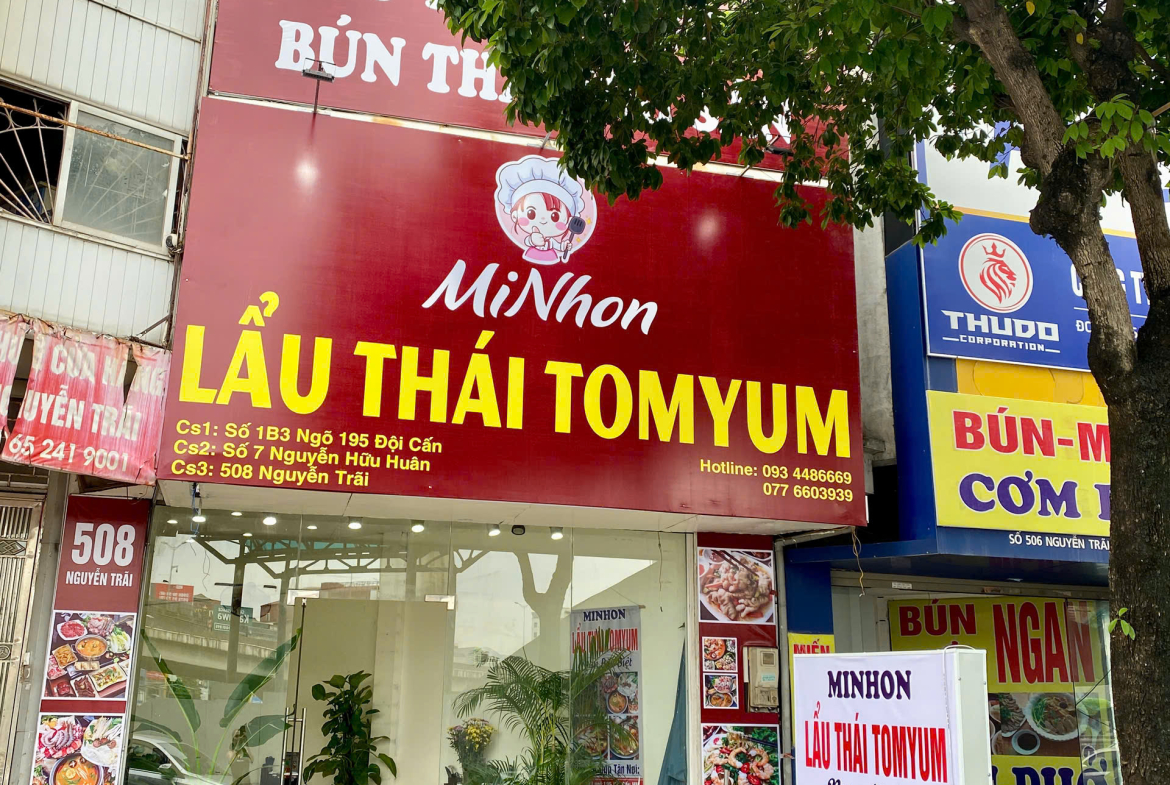 BÚN
MiNhon
LẨU THÁI TOMYUM
Cs1: Số 1B3 Ngõ 195 Đội Cấn
Cs2: Số 7 Nguyễn Hữu Huân
Cs3: 508 Nguyễn Trãi
Hotline: 093 4486669
077 6603939
65 241 9001
508
NGUYỄN TRÃI
THUDO
CORPORATION
BÚN-
CƠM
SỐ 506 NGUYỄN TRÃI
BÚN NGAN
MIẾN
MINHON
LẨU THÁI TOMYUM
MINHON
LẨU THÁI TOMYUM